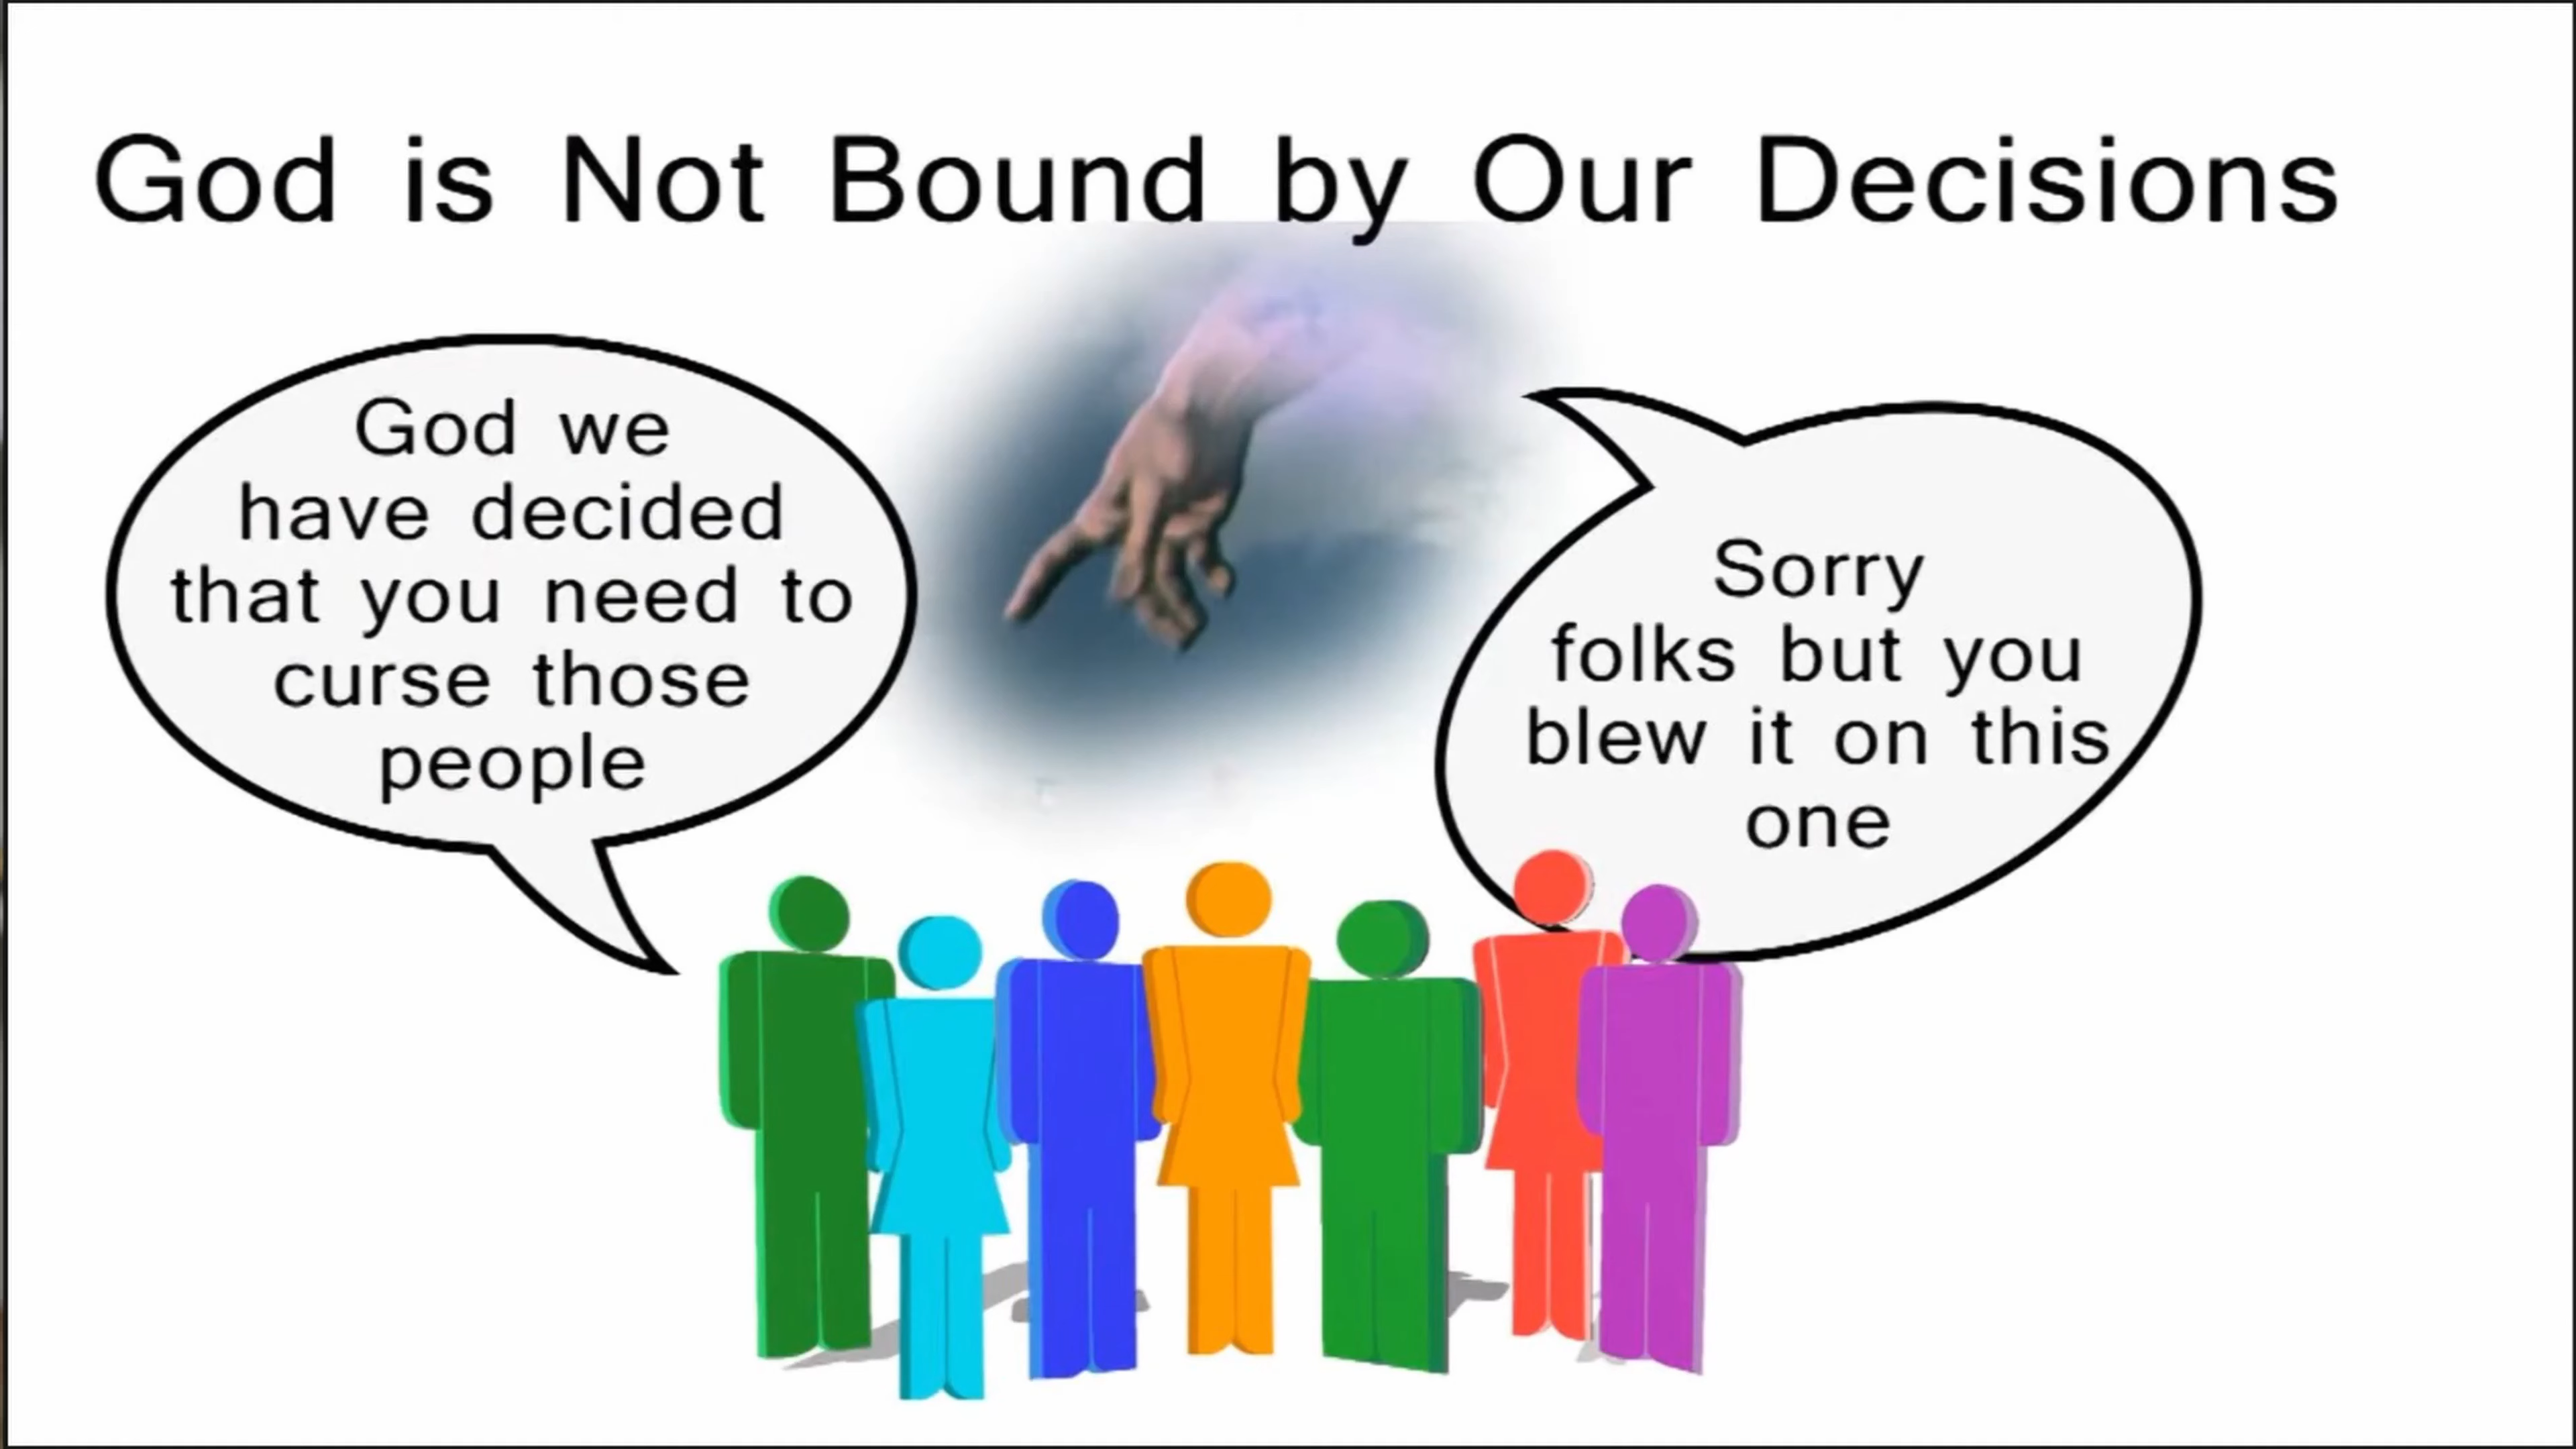 God is Not Bound by Our Decisions
God we
have decided
that you need to
curse those
people
Sorry
folks but you
blew it on this
one